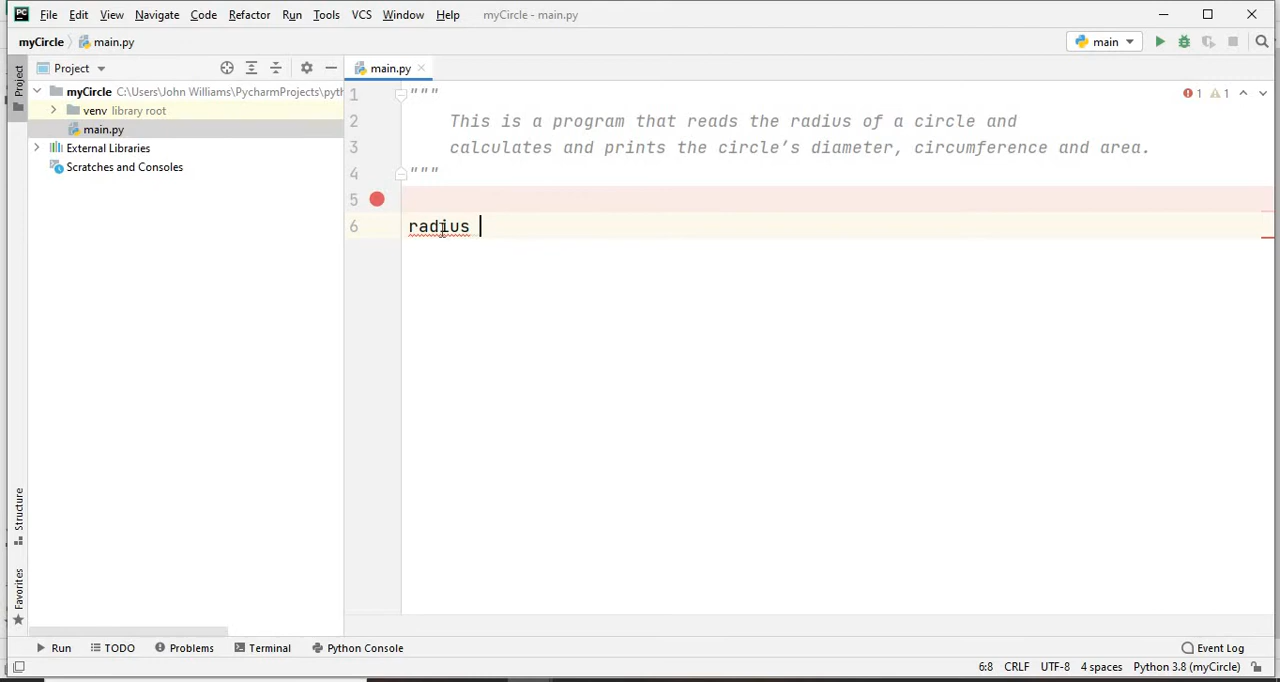 PC File Edit View Navigate Code Refactor Run Tools VCS Window Help myCircle - main.py
myCircle main.py main
Project Project main.py
myCircle C:\Users\John Williams\PycharmProjects\pyth
venv library root
main.py
External Libraries
Scratches and Consoles
1 """ 1 1
2 This is a program that reads the radius of a circle and
3 calculates and prints the circle's diameter, circumference and area.
4 """
5
6 radius
Structure
Favorites
Run TODO Problems Terminal Python Console Event Log
6:8 CRLF UTF-8 4 spaces Python 3.8 (myCircle)